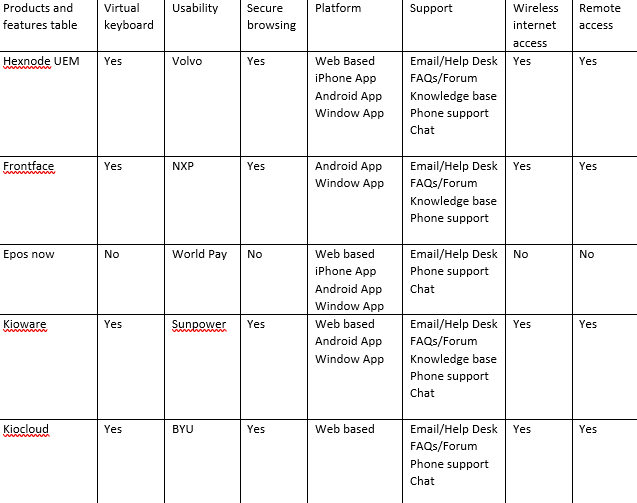 Products and features table | Virtual keyboard | Usability | Secure browsing | Platform | Support | Wireless internet access | Remote access
Hexnode UEM | Yes | Volvo | Yes | Web Based | Email/Help Desk | Yes | Yes
iPhone App | FAQs/Forum
Android App | Knowledge base
Window App | Phone support
Chat
Frontface | Yes | NXP | Yes | Android App | Email/Help Desk | Yes | Yes
Window App | FAQs/Forum
Knowledge base
Phone support
Epos now | No | World Pay | No | Web based | Email/Help Desk | No | No
iPhone App | Phone support
Android App | Chat
Window App
Kioware | Yes | Sunpower | Yes | Web based | Email/Help Desk | Yes | Yes
Android App | FAQs/Forum
Window App | Knowledge base
Phone support
Chat
Kiocloud | Yes | BYU | Yes | Web based | Email/Help Desk | Yes | Yes
FAQs/Forum
Phone support
Chat